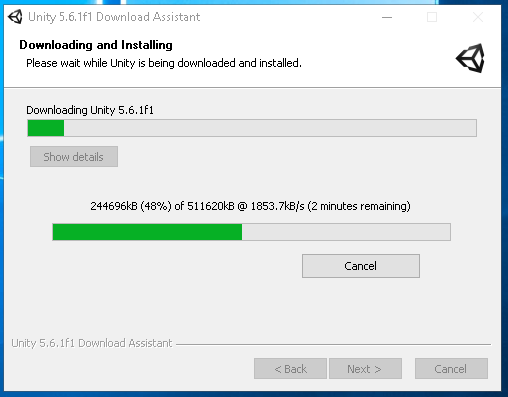 Unity 5.6.1f1 Download Assistant
Downloading and Installing
Please wait while Unity is being downloaded and installed.
Downloading Unity 5.6.1f1
Show details
244696kB (48%) of 511620kB @ 1853.7kB/s (2 minutes remaining)
Cancel
Unity 5.6.1f1 Download Assistant
< Back Next > Cancel